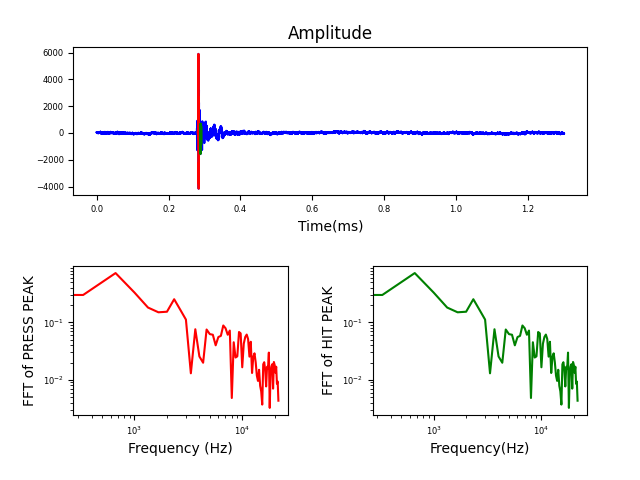 Amplitude
6000
4000
2000
0
−2000
−4000
0.0 0.2 0.4 0.6 0.8 1.0 1.2
Time(ms)
FFT of PRESS PEAK
10⁻¹
10⁻²
10³ 10⁴
Frequency (Hz)
FFT of HIT PEAK
10⁻¹
10⁻²
10³ 10⁴
Frequency(Hz)